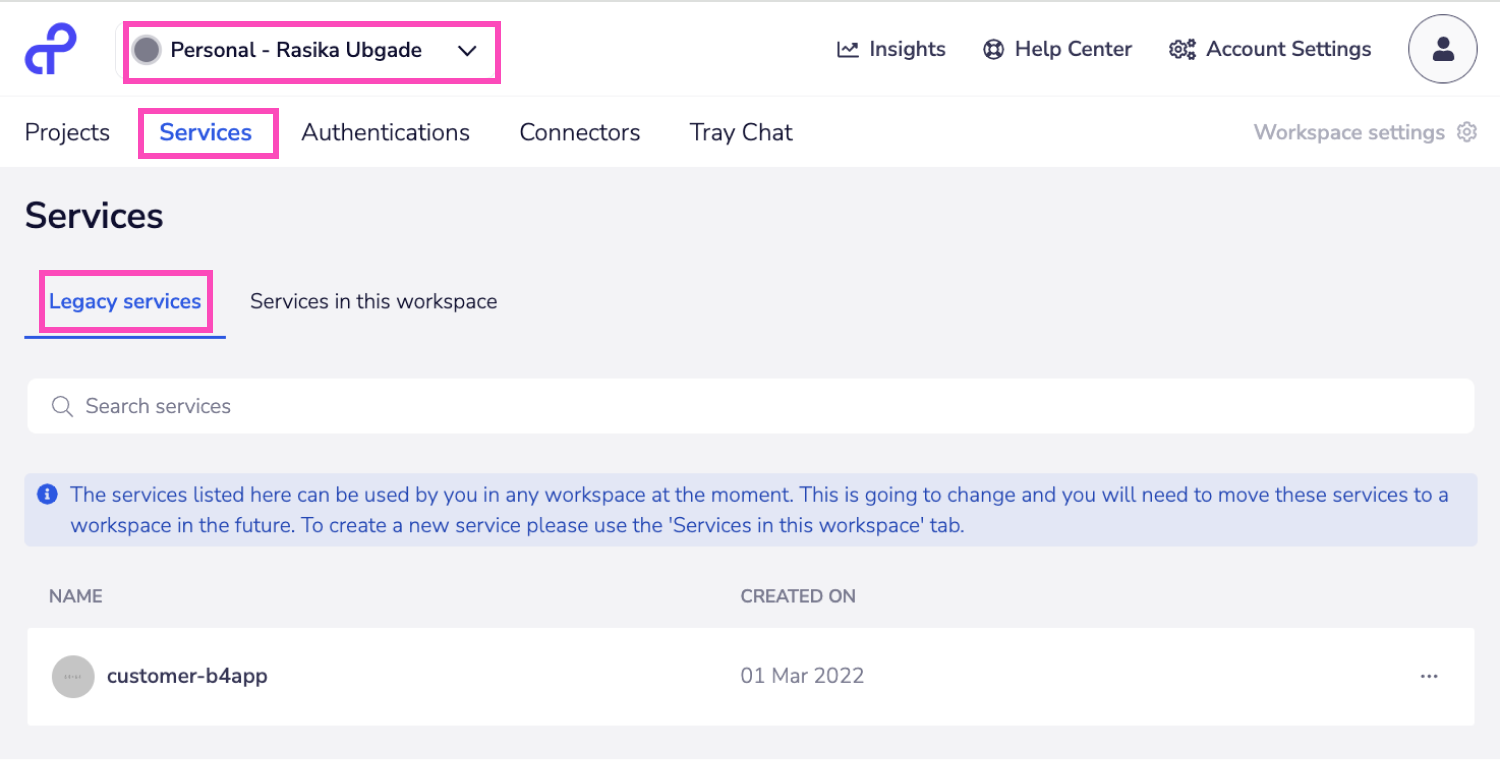 Personal - Rasika Ubgade
Insights
Help Center
Account Settings
Projects
Services
Authentications
Connectors
Tray Chat
Workspace settings
Services
Legacy services
Services in this workspace
Search services
The services listed here can be used by you in any workspace at the moment. This is going to change and you will need to move these services to a
workspace in the future. To create a new service please use the 'Services in this workspace' tab.
NAME
CREATED ON
customer-b4app
01 Mar 2022